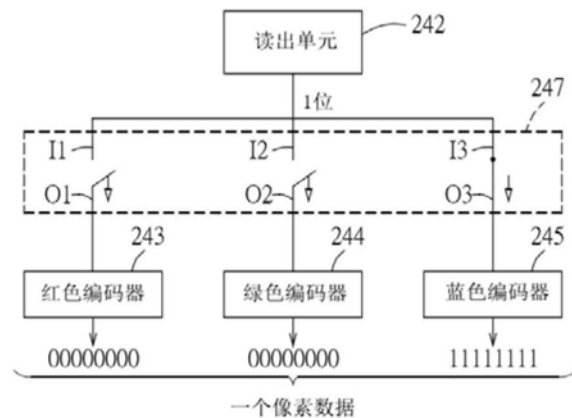 读出单元
242
1位
247
I1 I2 I3
O1 O2 O3
243 244 245
红色编码器 绿色编码器 蓝色编码器
00000000 00000000 11111111
一个像素数据